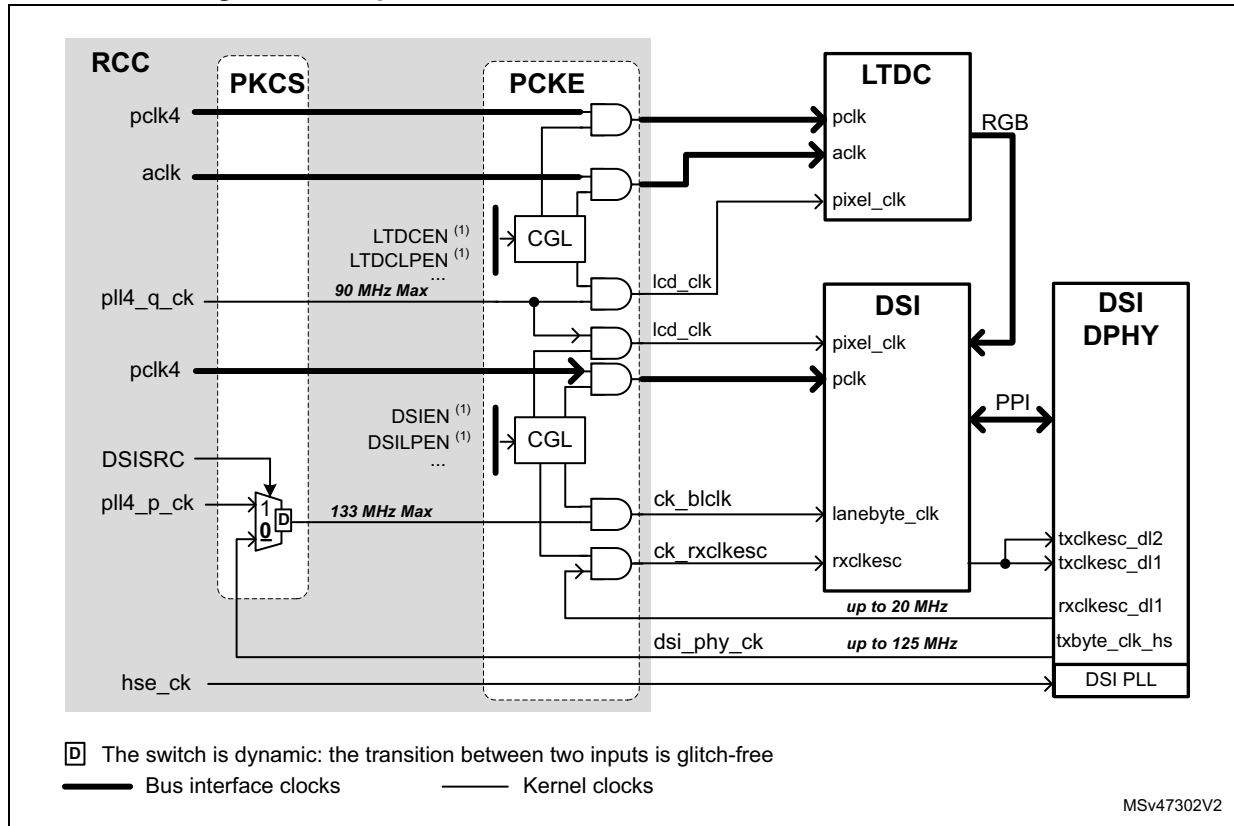 RCC
PKCS
PCKE
LTDC
pclk4
pclk
RGB
aclk
aclk
pixel_clk
LTDCEN (1)
LTDCLPEN (1)
...
CGL
pll4_q_ck
90 MHz Max
lcd_clk
DSI
DSI
DPHY
lcd_clk
pixel_clk
pclk4
pclk
PPI
DSIEN (1)
DSILPEN (1)
...
CGL
DSISRC
pll4_p_ck
1
0
D
133 MHz Max
ck_blclk
lanebyte_clk
ck_rxclkesc
rxclkesc
txclkesc_dl2
txclkesc_dl1
up to 20 MHz
rxclkesc_dl1
dsi_phy_ck
up to 125 MHz
txbyte_clk_hs
hse_ck
DSI PLL
D The switch is dynamic: the transition between two inputs is glitch-free
Bus interface clocks
Kernel clocks
MSv47302V2